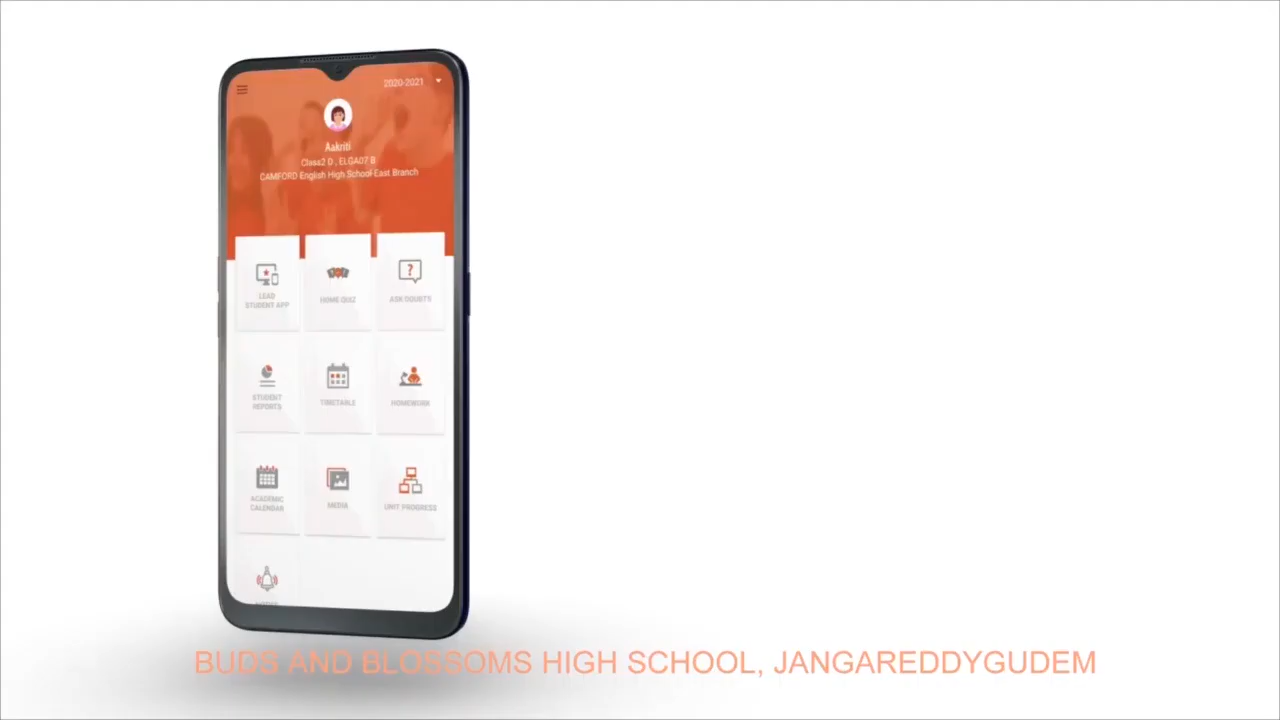 2020-2021
Aakriti
Class2 D , ELGA07 B
CAMFORD English High School-East Branch
LEAD
STUDENT APP
HOME QUIZ
ASK DOUBTS
STUDENT
REPORTS
TIMETABLE
HOMEWORK
ACADEMIC
CALENDAR
MEDIA
UNIT PROGRESS
BUDS AND BLOSSOMS HIGH SCHOOL, JANGAREDDYGUDEM